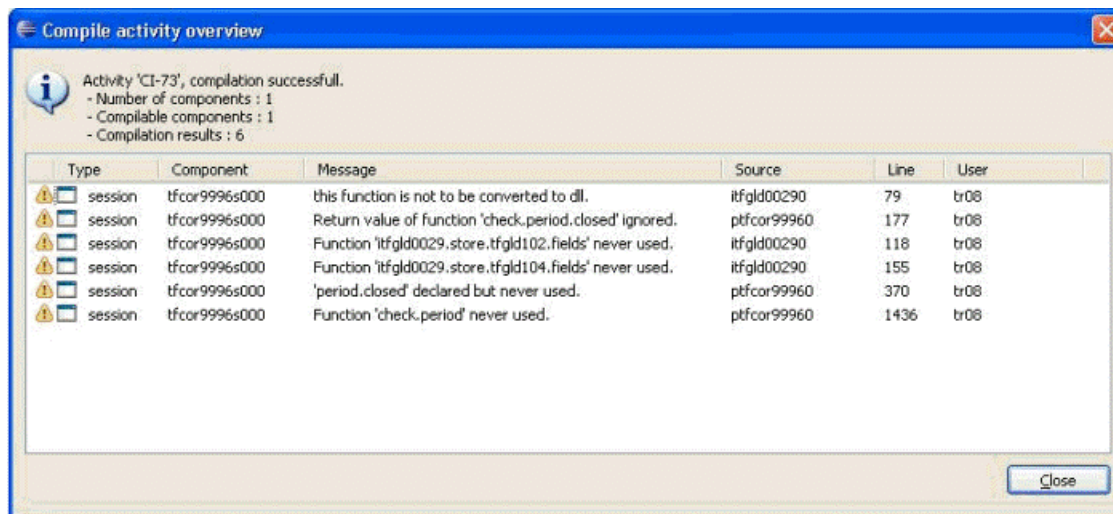 Compile activity overview
Activity 'CI-73', compilation successfull.
- Number of components : 1
- Compilable components : 1
- Compilation results : 6
Type Component Message Source Line User
session tfcor9996s000 this function is not to be converted to dll. itfgld00290 79 tr08
session tfcor9996s000 Return value of function 'check.period.closed' ignored. ptfcor99960 177 tr08
session tfcor9996s000 Function 'itfgld0029.store.tfgld102.fields' never used. itfgld00290 118 tr08
session tfcor9996s000 Function 'itfgld0029.store.tfgld104.fields' never used. itfgld00290 155 tr08
session tfcor9996s000 'period.closed' declared but never used. ptfcor99960 370 tr08
session tfcor9996s000 Function 'check.period' never used. ptfcor99960 1436 tr08
Close